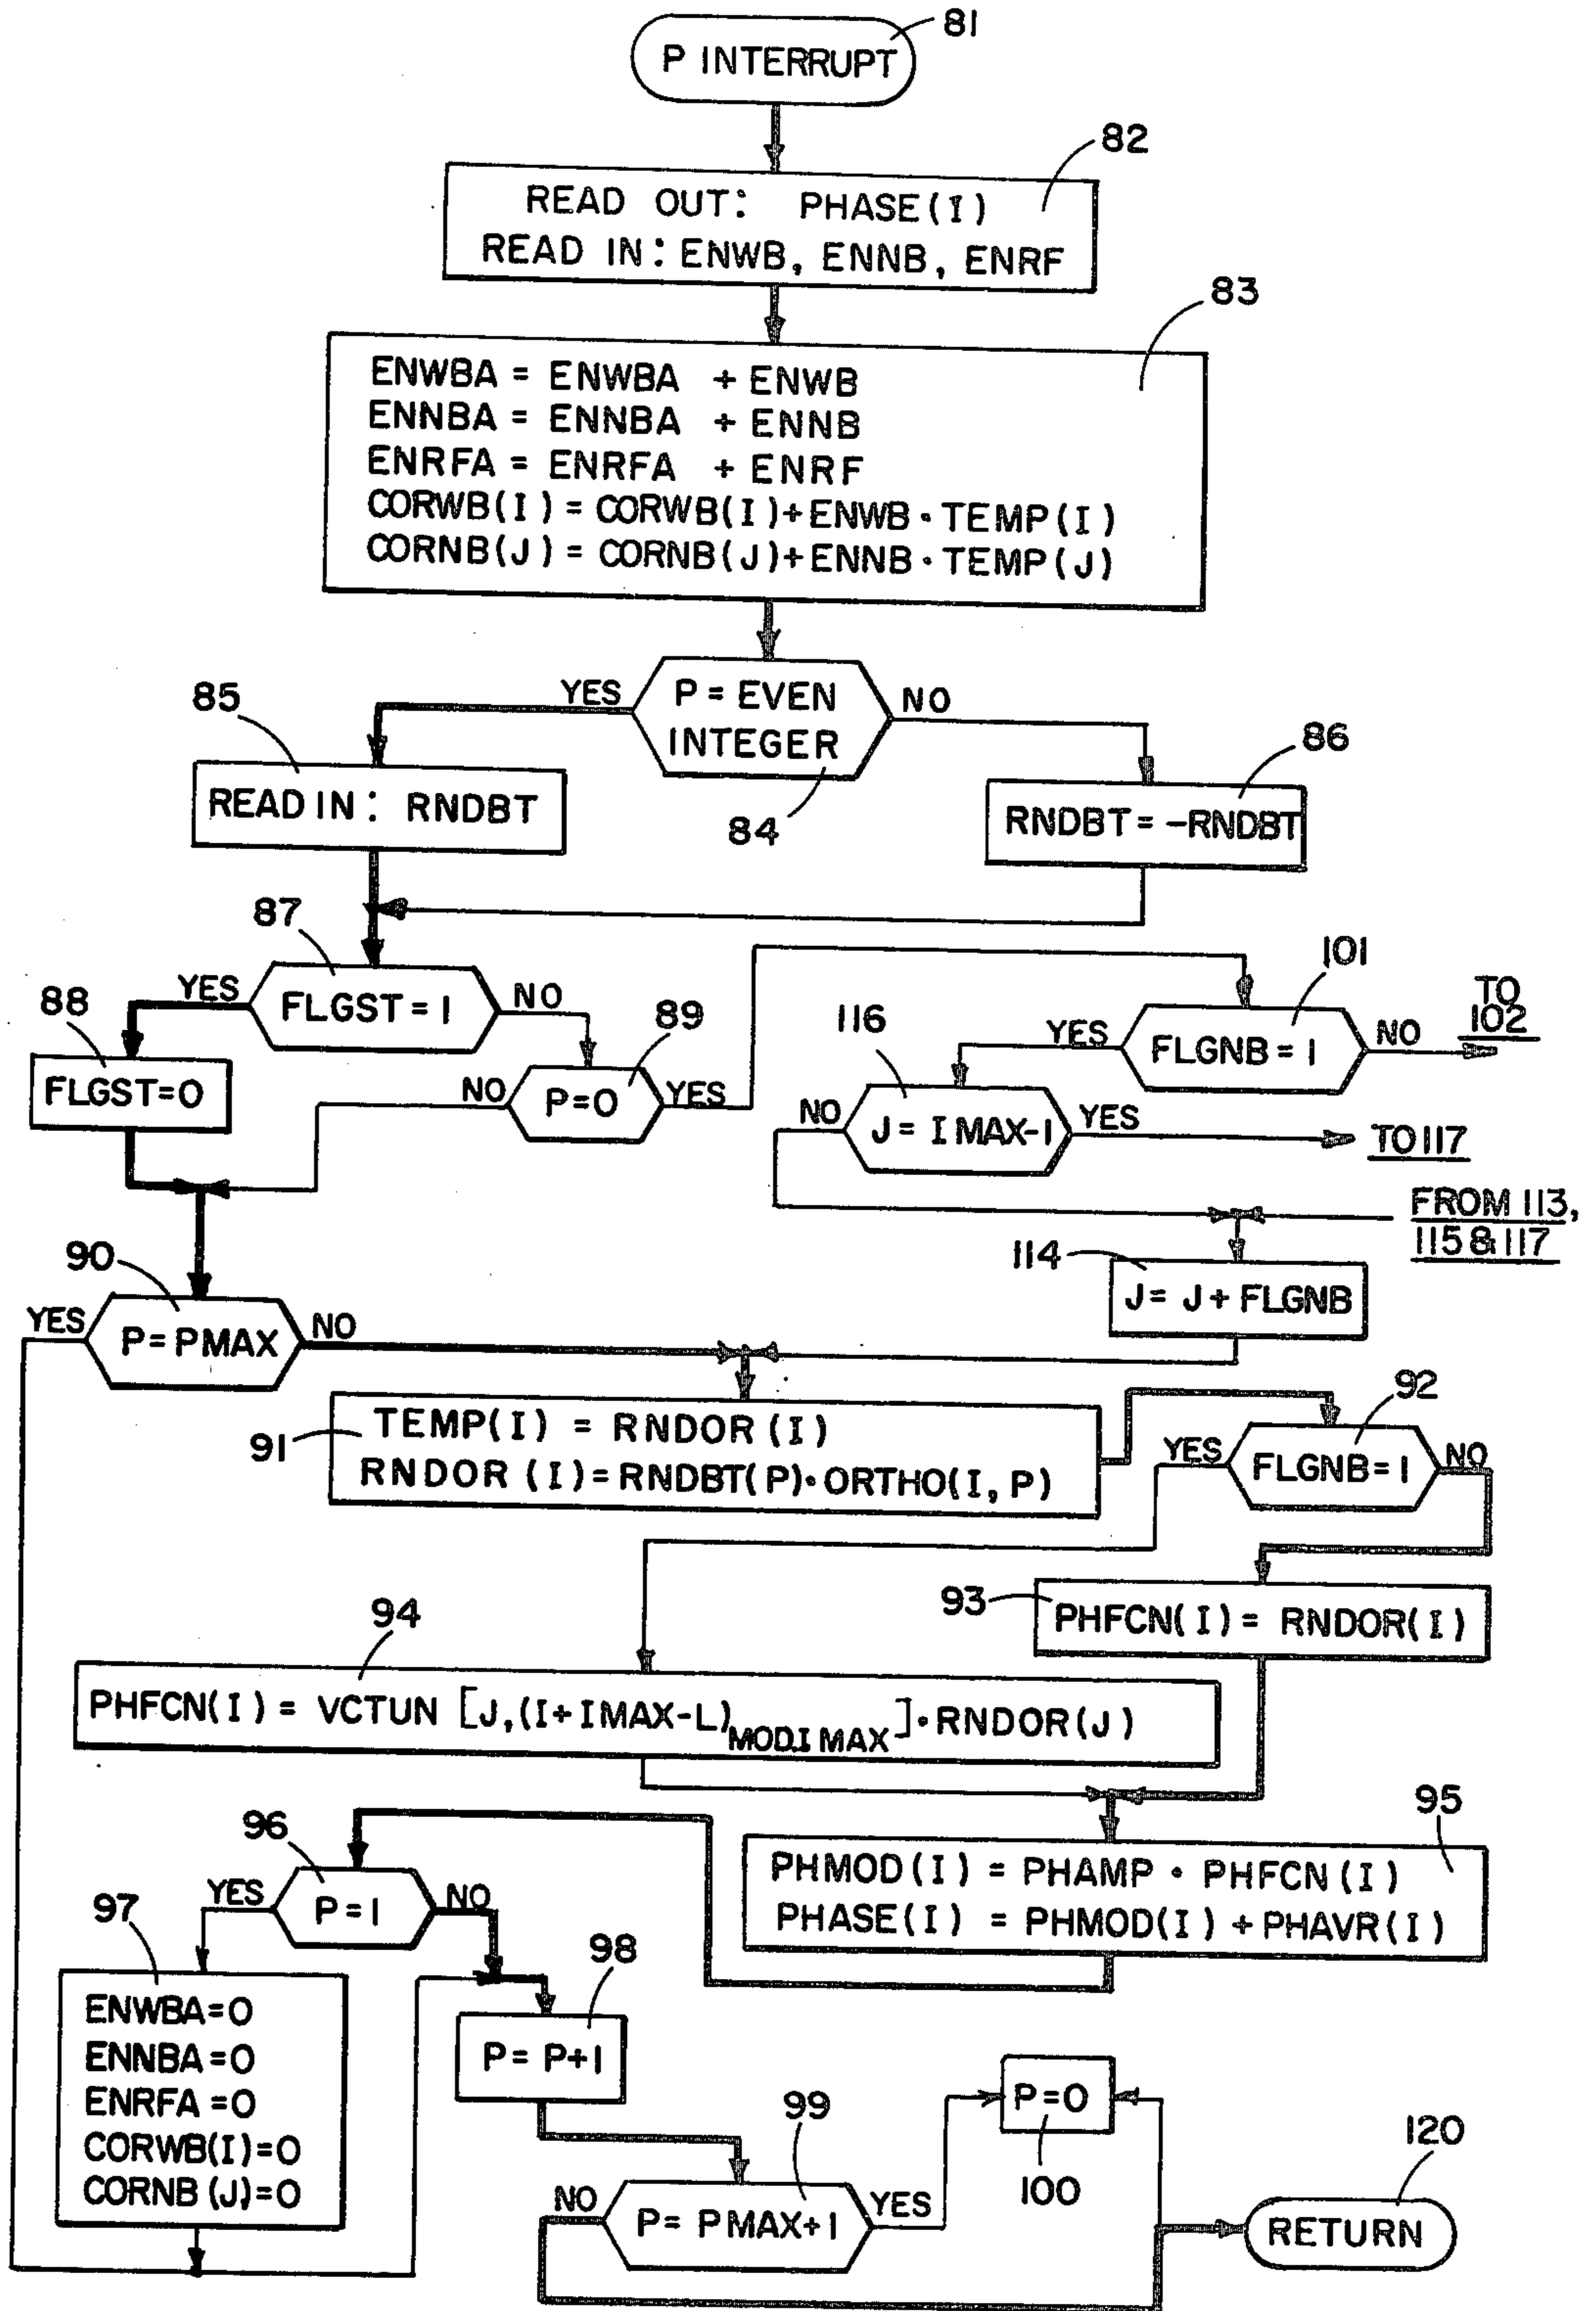 81
P INTERRUPT
82
READ OUT: PHASE(I)
READ IN: ENWB, ENNB, ENRF
83
ENWBA = ENWBA + ENWB
ENNBA = ENNBA + ENNB
ENRFA = ENRFA + ENRF
CORWB(I) = CORWB(I)+ENWB·TEMP(I)
CORNB(J) = CORNB(J)+ENNB·TEMP(J)
84
YES
P = EVEN
INTEGER
NO
85
READ IN: RNDBT
86
RNDBT = -RNDBT
87
YES
FLGST = 1
NO
88
FLGST=0
89
NO
P=0
YES
101
YES
FLGNB = 1
NO
TO
102
116
NO
J = IMAX-1
YES
TO 117
FROM 113,
115 & 117
114
J = J + FLGNB
90
YES
P = PMAX
NO
91
TEMP(I) = RNDOR (I)
RNDOR (I)=RNDBT(P)·ORTHO(I, P)
92
YES
FLGNB=1
NO
93
PHFCN(I) = RNDOR(I)
94
PHFCN(I) = VCTUN [J,(I+IMAX-L)MOD.IMAX]·RNDOR(J)
95
PHMOD(I) = PHAMP · PHFCN(I)
PHASE(I) = PHMOD(I) + PHAVR(I)
96
YES
P=1
NO
97
ENWBA=0
ENNBA=0
ENRFA=0
CORWB(I)=0
CORNB(J)=0
98
P = P+1
99
NO
P = PMAX+1
YES
P=0
100
120
RETURN